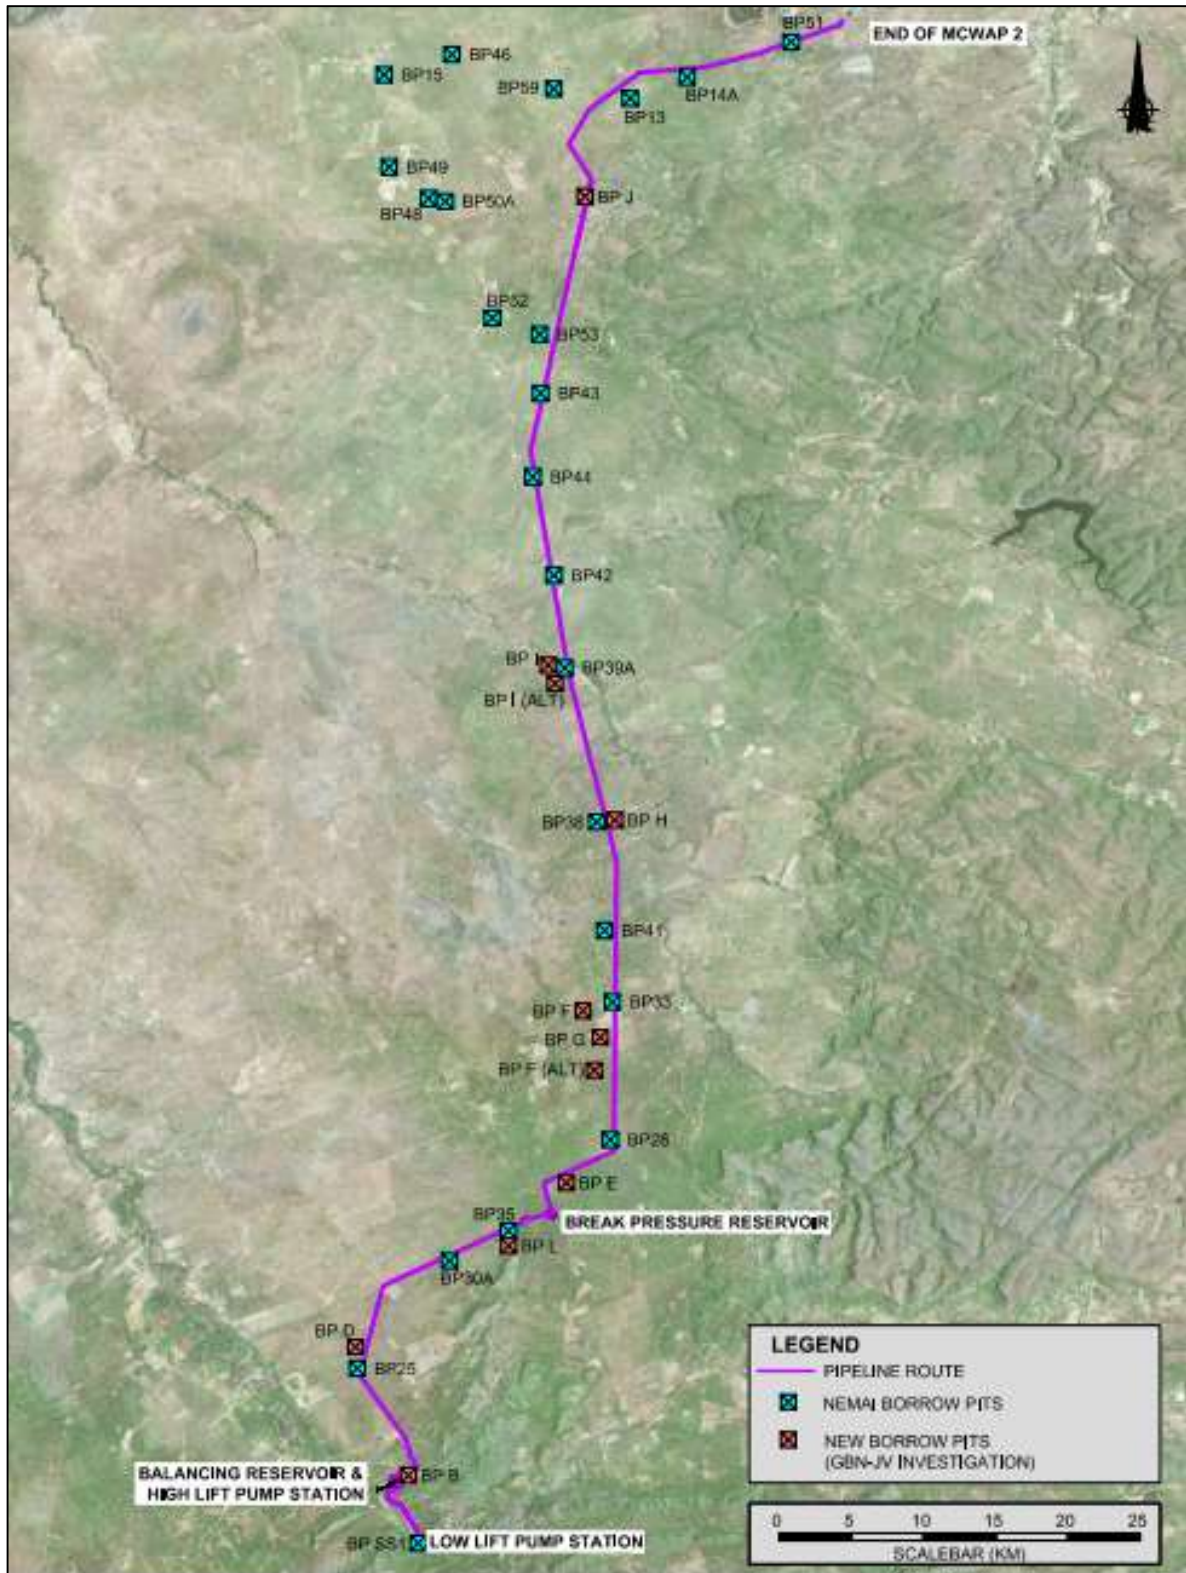 BP51
END OF MCWAP 2
BP46
BP15
BP59
BP14A
BP13
BP49
BP48
BP50A
BP J
BP52
BP53
BP43
BP44
BP42
BP I
BP39A
BP I (ALT)
BP38
BP H
BP41
BP33
BP F
BP G
BP F (ALT)
BP28
BP E
BP35
BREAK PRESSURE RESERVOIR
BP L
BP30A
BP D
BP25
BALANCING RESERVOIR &
HIGH LIFT PUMP STATION
BP B
BP SS1
LOW LIFT PUMP STATION
LEGEND
PIPELINE ROUTE
NEMAI BORROW PITS
NEW BORROW PITS
(GBN-JV INVESTIGATION)
0 5 10 15 20 25
SCALEBAR (KM)